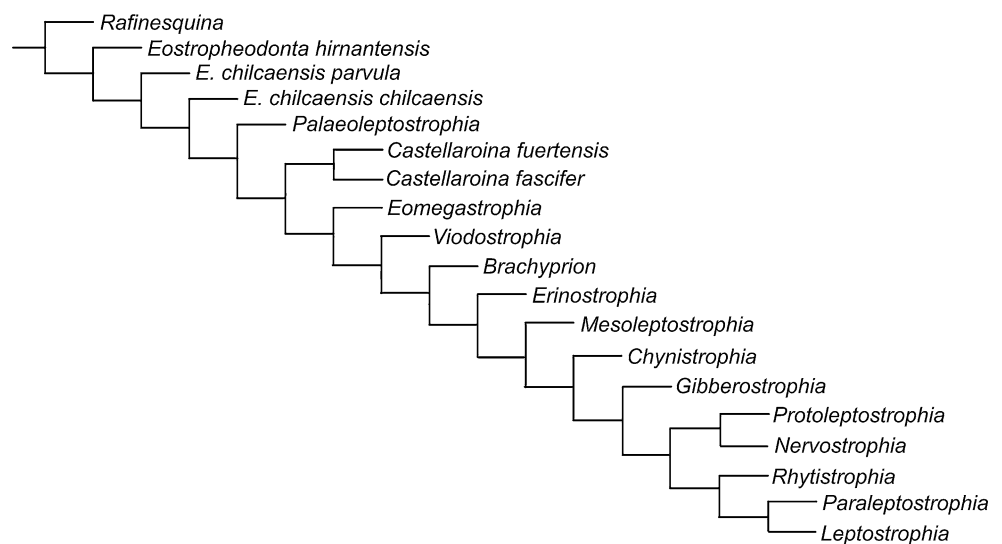 Rafinesquina
Eostropheodonta hirnantensis
E. chilcaensis parvula
E. chilcaensis chilcaensis
Palaeoleptostrophia
Castellaroina fuertensis
Castellaroina fascifer
Eomegastrophia
Viodostrophia
Brachyprion
Erinostrophia
Mesoleptostrophia
Chynistrophia
Gibberostrophia
Protoleptostrophia
Nervostrophia
Rhytistrophia
Paraleptostrophia
Leptostrophia